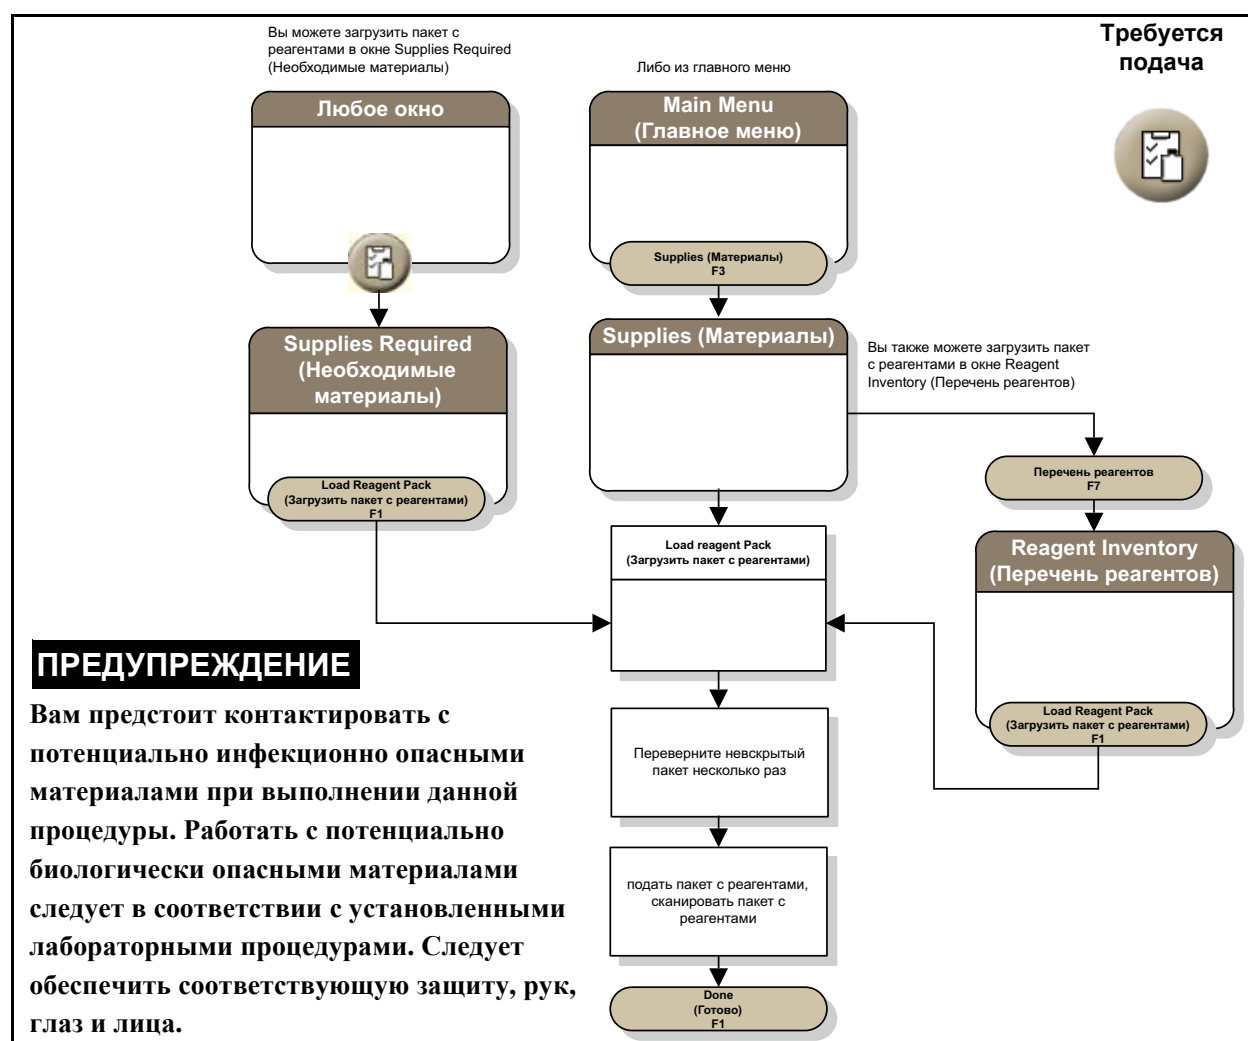 Вы можете загрузить пакет с
реагентами в окне Supplies Required
(Необходимые материалы)
Либо из главного меню
Требуется
подача
Любое окно
Main Menu
(Главное меню)
Supplies (Материалы)
F3
Supplies Required
(Необходимые
материалы)
Supplies (Материалы)
Вы также можете загрузить пакет
с реагентами в окне Reagent
Inventory (Перечень реагентов)
Load Reagent Pack
(Загрузить пакет с реагентами)
F1
Перечень реагентов
F7
Load reagent Pack
(Загрузить пакет с реагентами)
Reagent Inventory
(Перечень реагентов)
Load Reagent Pack
(Загрузить пакет с реагентами)
F1
ПРЕДУПРЕЖДЕНИЕ
Вам предстоит контактировать с
потенциально инфекционно опасными
материалами при выполнении данной
процедуры. Работать с потенциально
биологически опасными материалами
следует в соответствии с установленными
лабораторными процедурами. Следует
обеспечить соответствующую защиту, рук,
глаз и лица.
Переверните невскрытый
пакет несколько раз
подать пакет с реагентами,
сканировать пакет с
реагентами
Done
(Готово)
F1